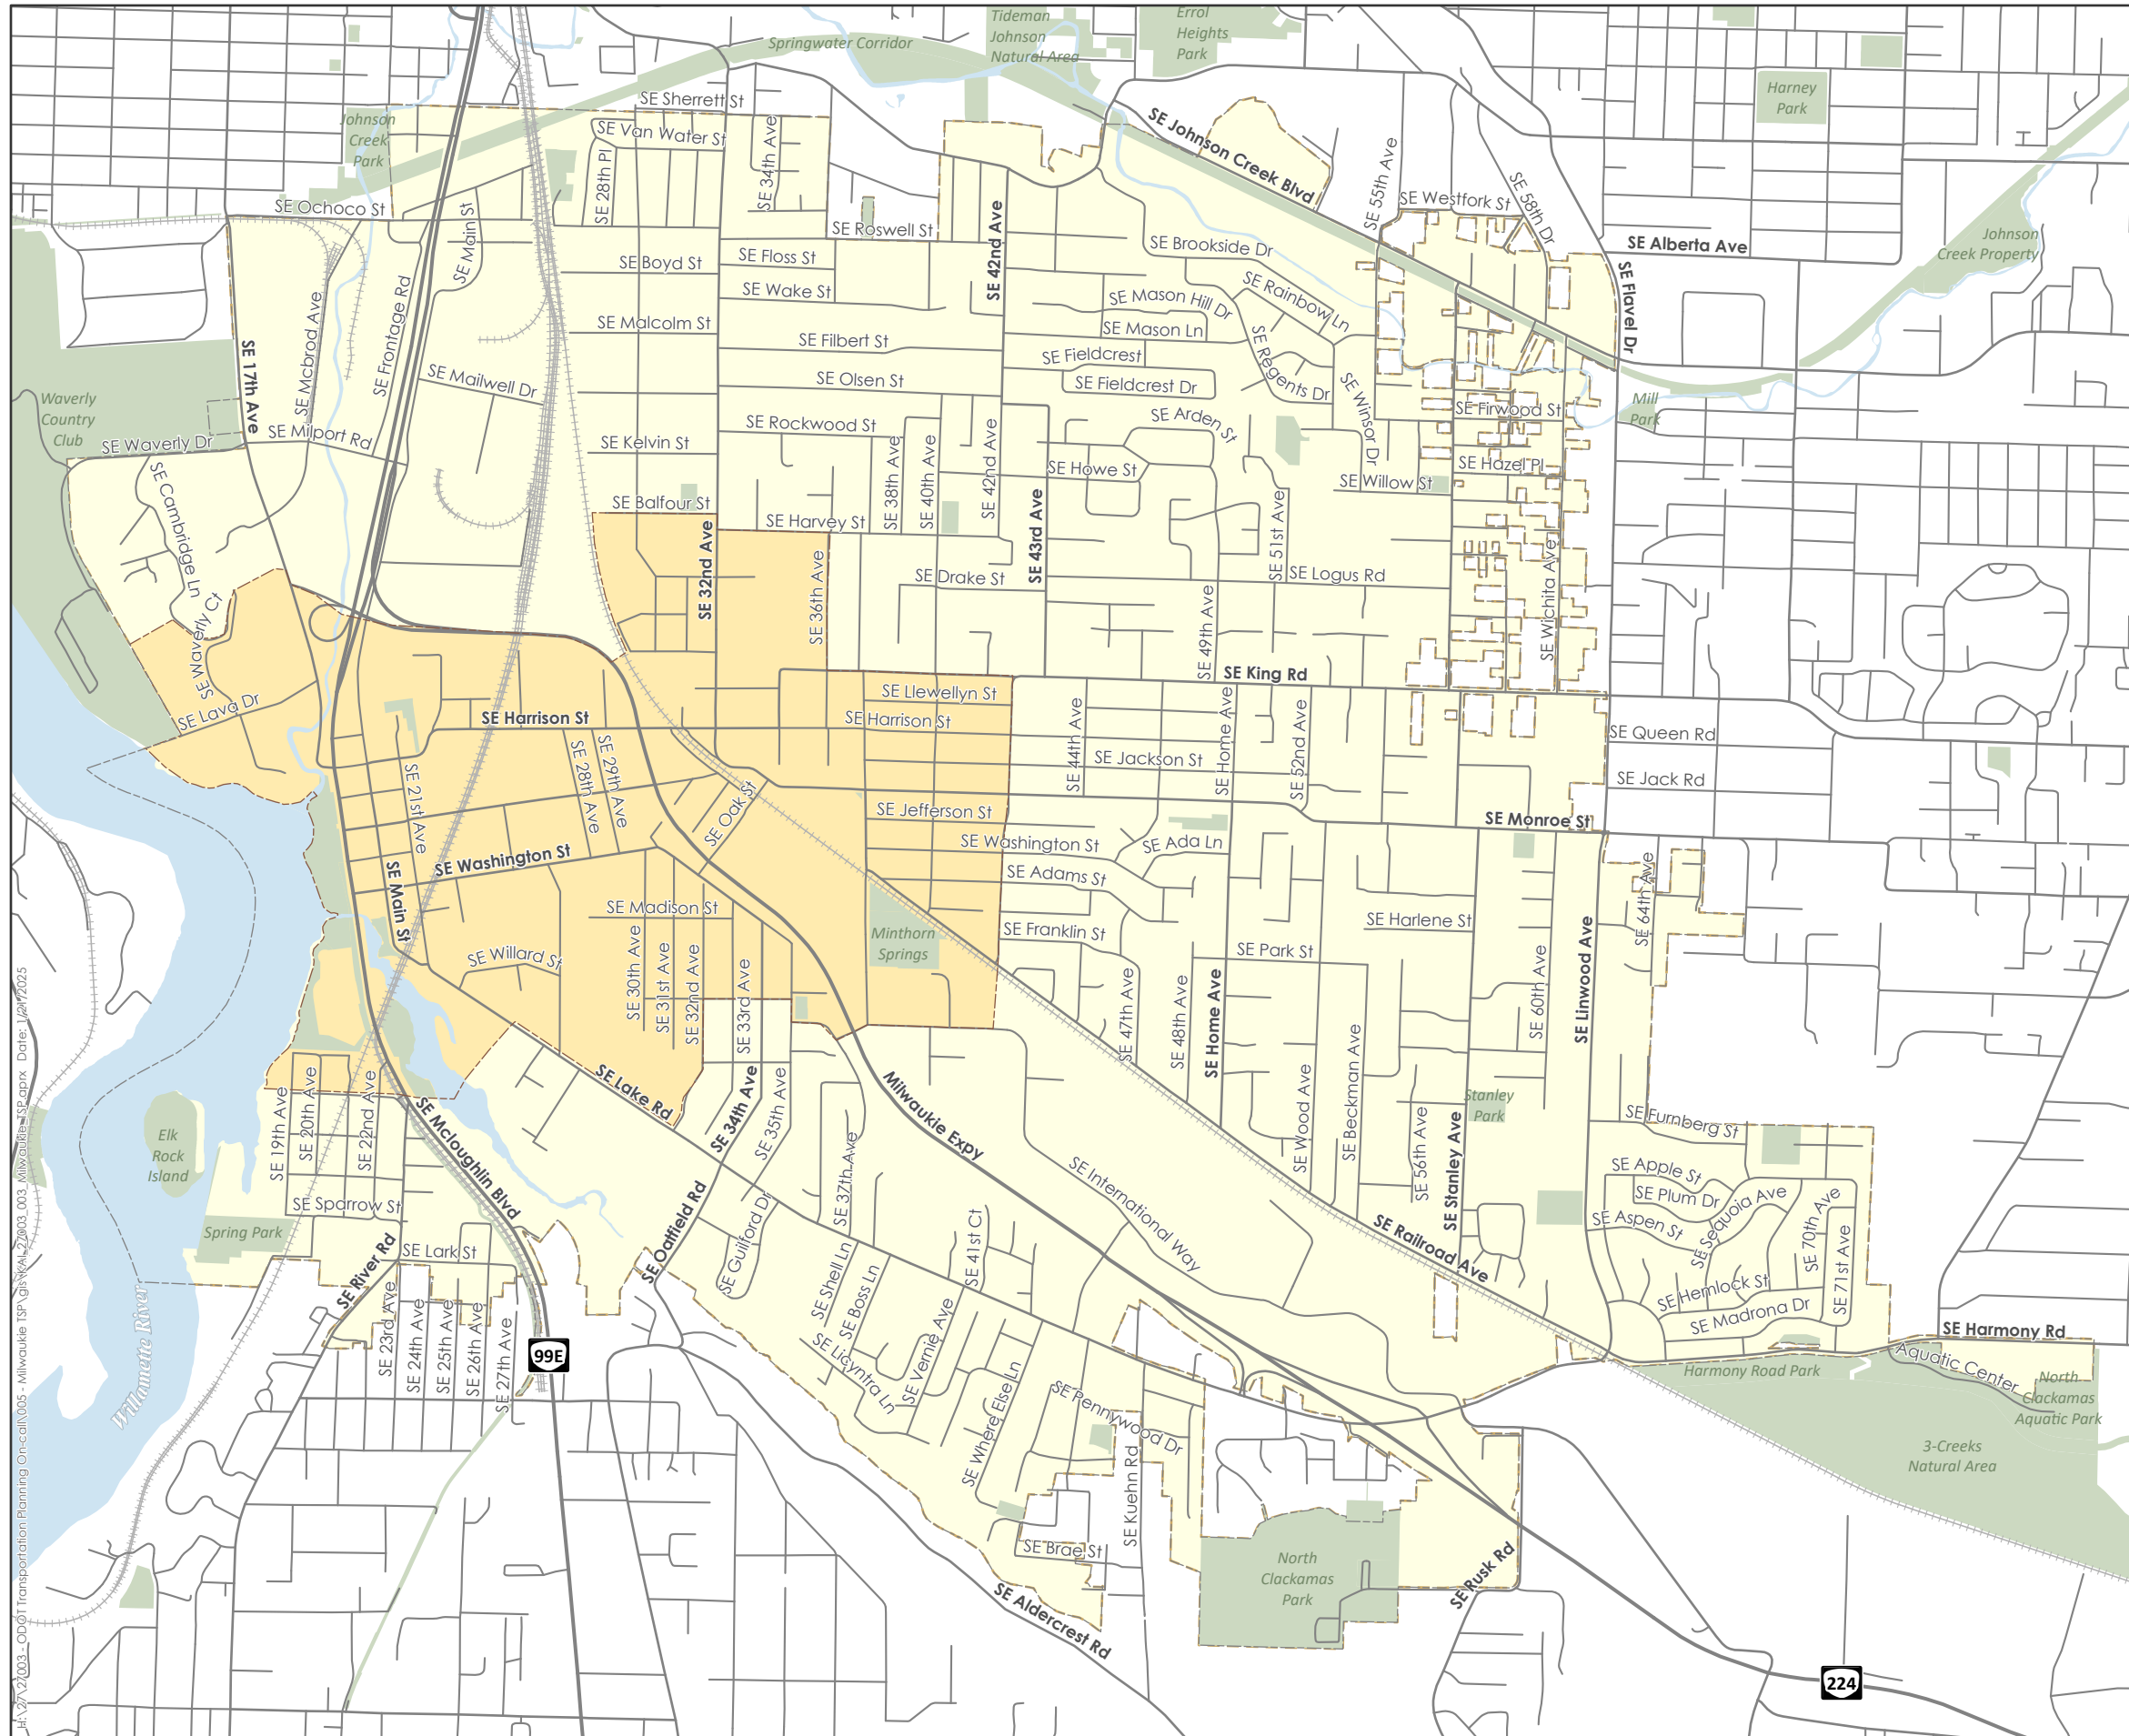 Tideman
Johnson
Natural Area
Errol
Heights
Park
Springwater Corridor
Harney
Park
Johnson
Creek
Park
SE Sherrett St
SE Van Water St
SE 28th Pl
SE 34th Ave
SE Johnson Creek Blvd
SE 55th Ave
SE Westfork St
SE 58th Dr
SE Ochoco St
SE Main St
SE Roswell St
SE 42nd Ave
SE Brookside Dr
SE Alberta Ave
Johnson
Creek Property
SE Boyd St
SE Floss St
SE Wake St
SE Mason Hill Dr
SE Rainbow Ln
SE Flavel Dr
SE Mcbrod Ave
SE Frontage Rd
SE Malcolm St
SE Filbert St
SE Mason Ln
SE Fieldcrest
SE Regents Dr
SE 17th Ave
SE Mailwell Dr
SE Olsen St
SE Fieldcrest Dr
SE Winsor Dr
Waverly
Country
Club
SE Waverly Dr
SE Milport Rd
SE Kelvin St
SE Rockwood St
SE 38th Ave
SE 40th Ave
SE 42nd Ave
SE Arden St
SE Firwood St
Mill
Park
SE Howe St
SE Hazel Pl
SE Willow St
SE Cambridge Ln
SE Balfour St
SE 32nd Ave
SE Harvey St
SE 43rd Ave
SE 51st Ave
SE 36th Ave
SE Drake St
SE Logus Rd
SE Wichita Ave
SE Waverly Ct
SE 49th Ave
SE King Rd
SE Lava Dr
SE Harrison St
SE Llewellyn St
SE Harrison St
SE 44th Ave
SE Home Ave
SE 52nd Ave
SE Queen Rd
SE Jackson St
SE Jack Rd
SE 21st Ave
SE 28th Ave
SE 29th Ave
SE Oak St
SE Jefferson St
SE Monroe St
SE Washington St
SE Washington St
SE Ada Ln
SE Main St
SE Adams St
SE 64th Ave
SE Madison St
Minthorn
Springs
SE Franklin St
SE Harlene St
SE Park St
SE Linwood Ave
SE Willard St
SE 30th Ave
SE 31st Ave
SE 32nd Ave
SE 33rd Ave
SE 47th Ave
SE 48th Ave
SE Home Ave
SE 60th Ave
SE Lake Rd
SE 34th Ave
SE 35th Ave
Milwaukie Expy
SE Wood Ave
SE Beckman Ave
Stanley
Park
SE 19th Ave
SE 20th Ave
SE 22nd Ave
SE Mcloughlin Blvd
SE 37th Ave
SE 56th Ave
SE Stanley Ave
SE Furnberg St
Elk
Rock
Island
SE Apple St
SE Plum Dr
SE Sequoia Ave
SE 70th Ave
SE Aspen St
SE 71st Ave
SE Sparrow St
Spring Park
SE International Way
SE Railroad Ave
SE Lark St
SE River Rd
SE Oatfield Rd
SE Guilford Dr
SE 41st Ct
SE Shell Ln
SE Boss Ln
SE Hemlock St
SE Madrona Dr
SE 23rd Ave
SE 24th Ave
SE 25th Ave
SE 26th Ave
SE 27th Ave
99E
SE Licyntra Ln
SE Vernie Ave
SE Where Else Ln
SE Pennywood Dr
SE Kuehn Rd
SE Harmony Rd
Harmony Road Park
Aquatic Center
North
Clackamas
Aquatic Park
3-Creeks
Natural Area
Willamette River
SE Brae St
North
Clackamas
Park
SE Rusk Rd
SE Aldercrest Rd
224
H:\27\27003 - ODOT Transportation Planning On-call\005 - Milwaukie TSP\gis\KAI_27003_003_Milwaukie_TSP.aprx Date: 1/21/2025